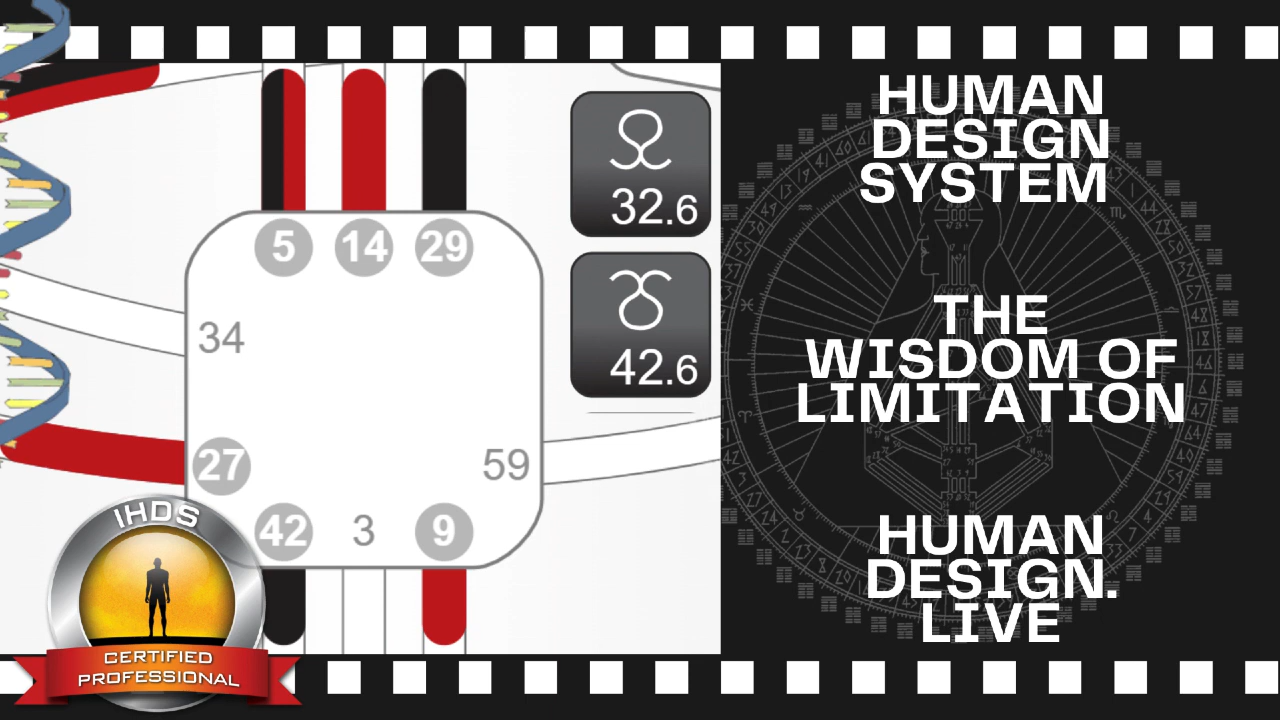 5 14 29
34
27
59
42 3 9
32.6
42.6
IHDS
CERTIFIED
PROFESSIONAL
HUMAN
DESIGN
SYSTEM
THE
WISDOM OF
LIMITATION
HUMAN
DESIGN.
LIVE